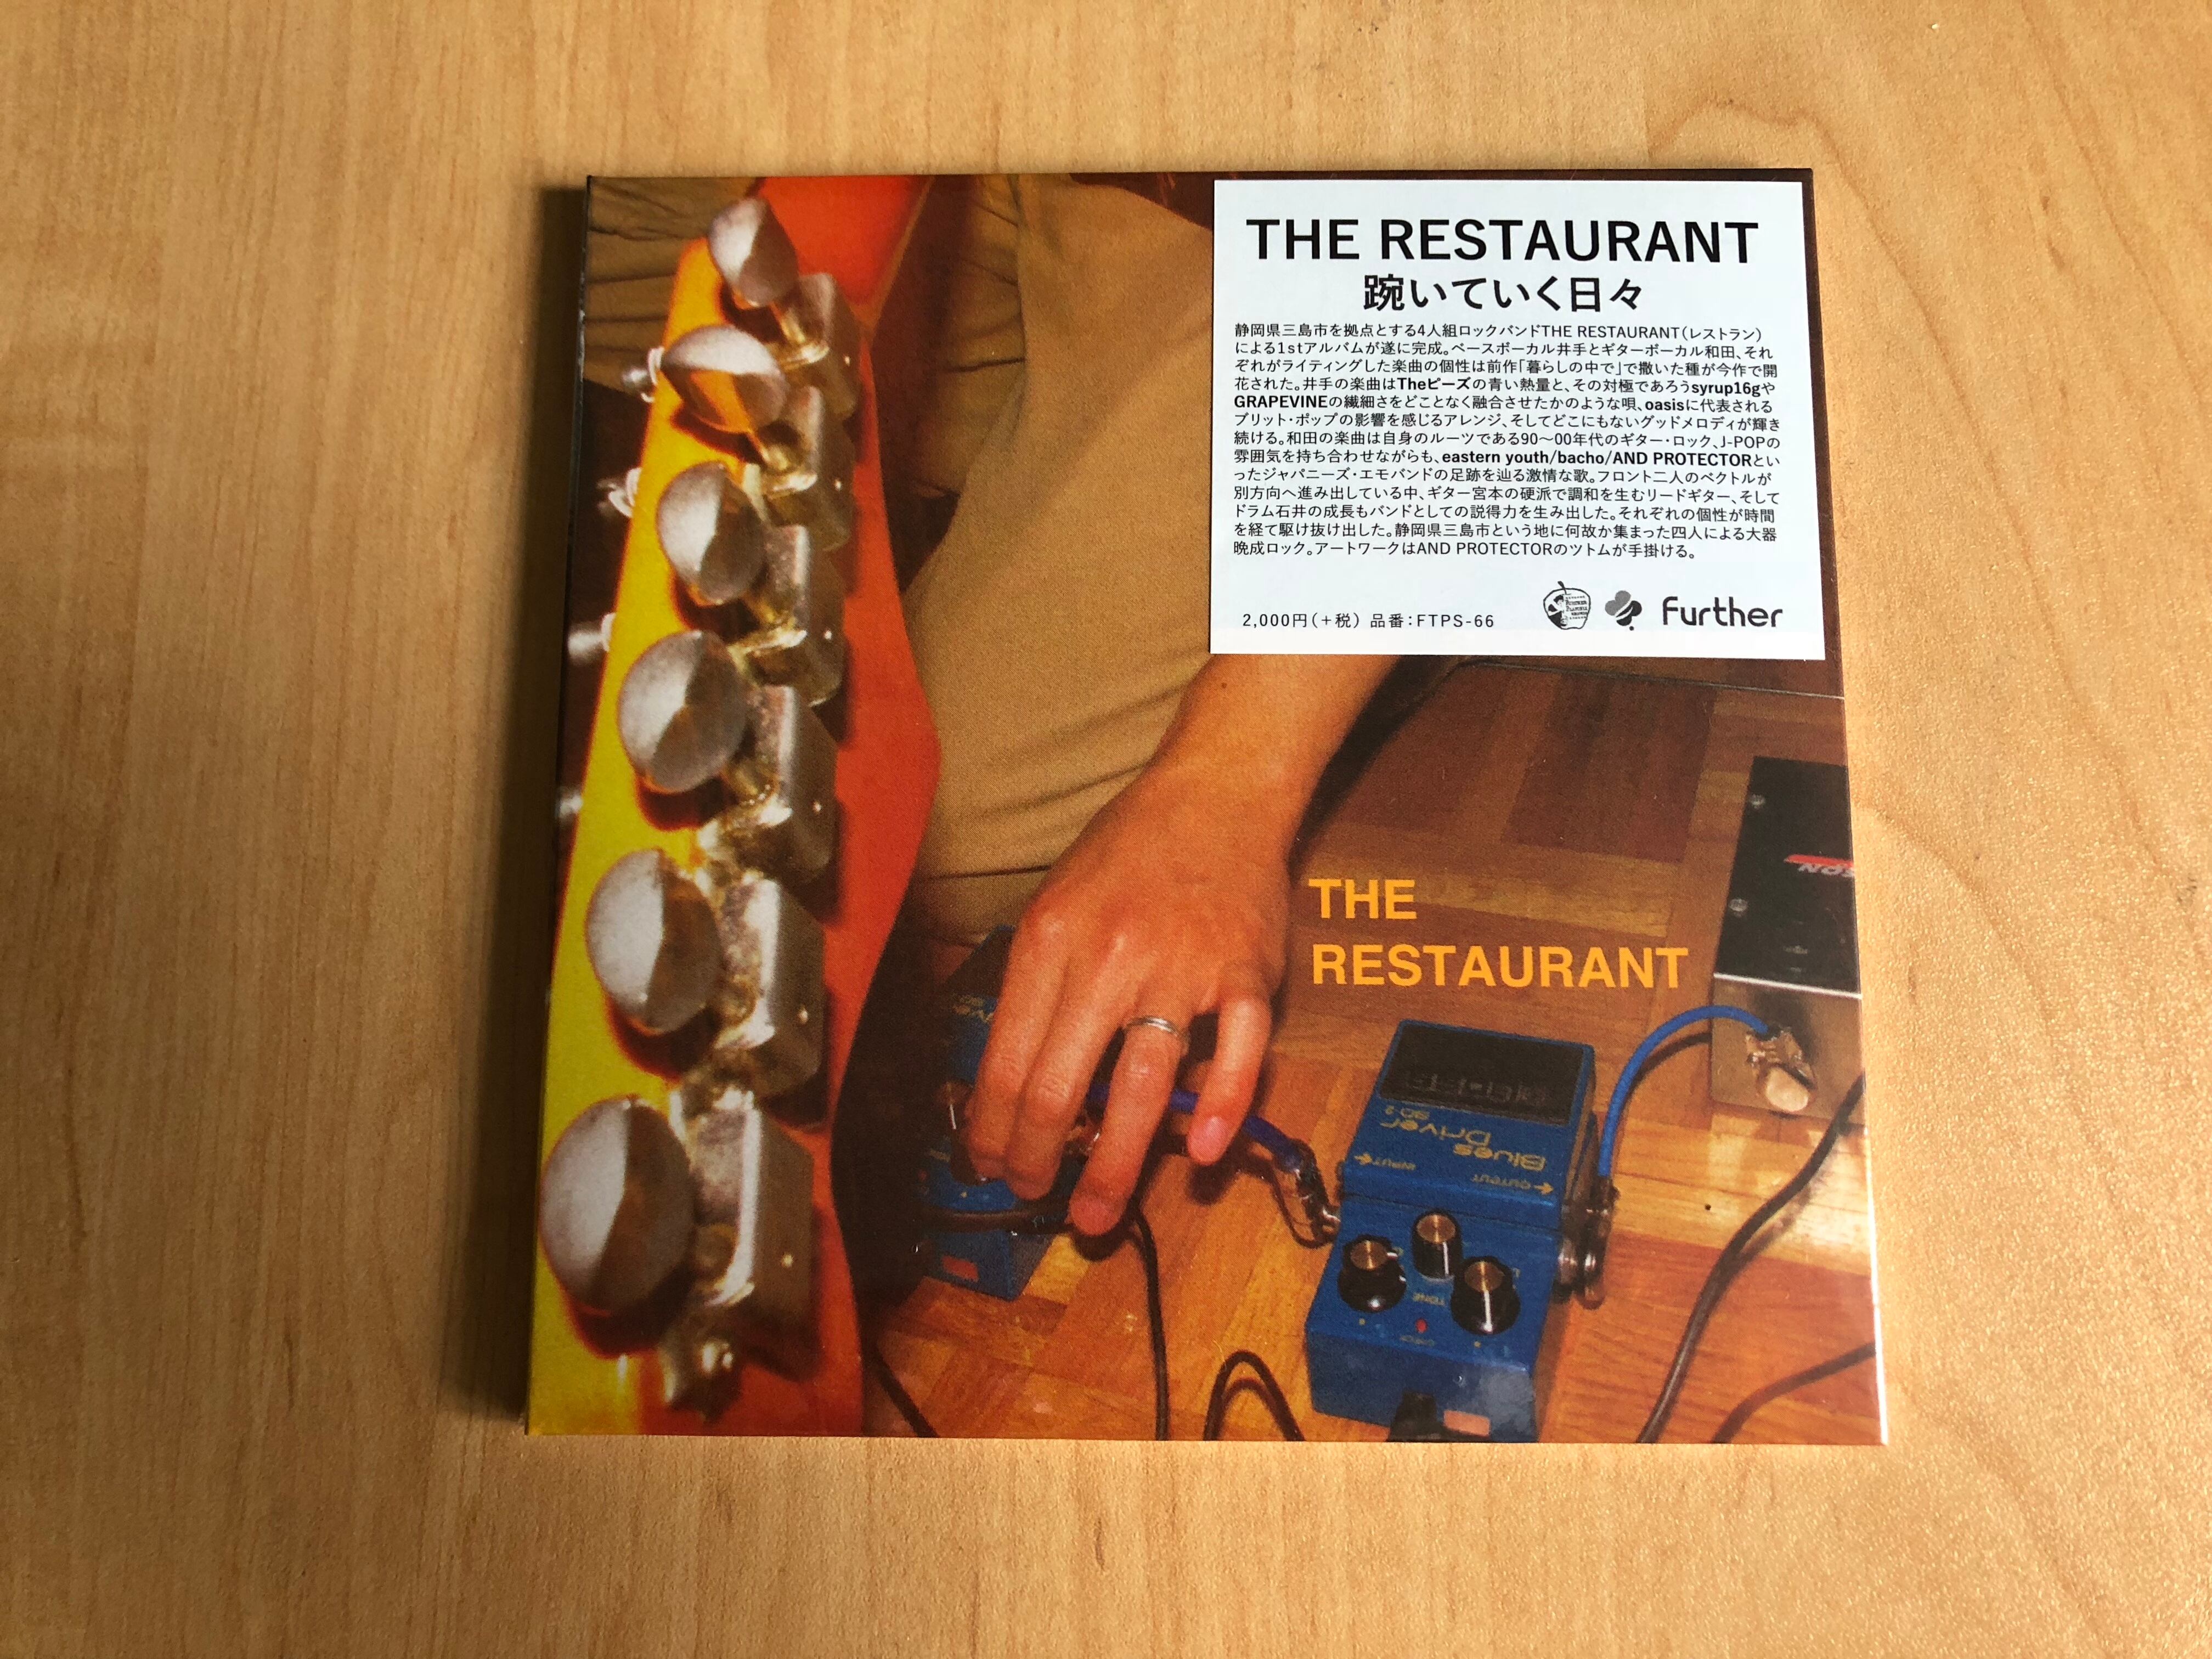 THE RESTAURANT
踠いていく日々
静岡県三島市を拠点とする4人組ロックバンドTHE RESTAURANT(レストラン)
による1stアルバムが遂に完成。ベースボーカル井手とギターボーカル和田、それ
ぞれがライティングした楽曲の個性は前作「暮らしの中で」で撒いた種が今作で開
花された。井手の楽曲はTheピーズの青い熱量と、その対極であろうsyrup16gや
GRAPEVINEの繊細さをどことなく融合させたかのような唄、oasisに代表される
ブリット・ポップの影響を感じるアレンジ、そしてどこにもないグッドメロディが輝き
続ける。和田の楽曲は自身のルーツである90〜00年代のギター・ロック、J-POPの
雰囲気を持ち合わせながらも、eastern youth/bacho/AND PROTECTORとい
ったジャパニーズ・エモバンドの足跡を辿る激情な歌。フロント二人のベクトルが
別方向へ進み出している中、ギター宮本の硬派で調和を生むリードギター、そして
ドラム石井の成長もバンドとしての説得力を生み出した。それぞれの個性が時間
を経て駆け抜け出した。静岡県三島市という地に何故か集まった四人による大器
晩成ロック。アートワークはAND PROTECTORのツトムが手掛ける。
2,000円(+税) 品番:FTPS-66
Further
THE
RESTAURANT
Blues
Driver
BD-2
INPUT
OUTPUT
TONE
CHECK